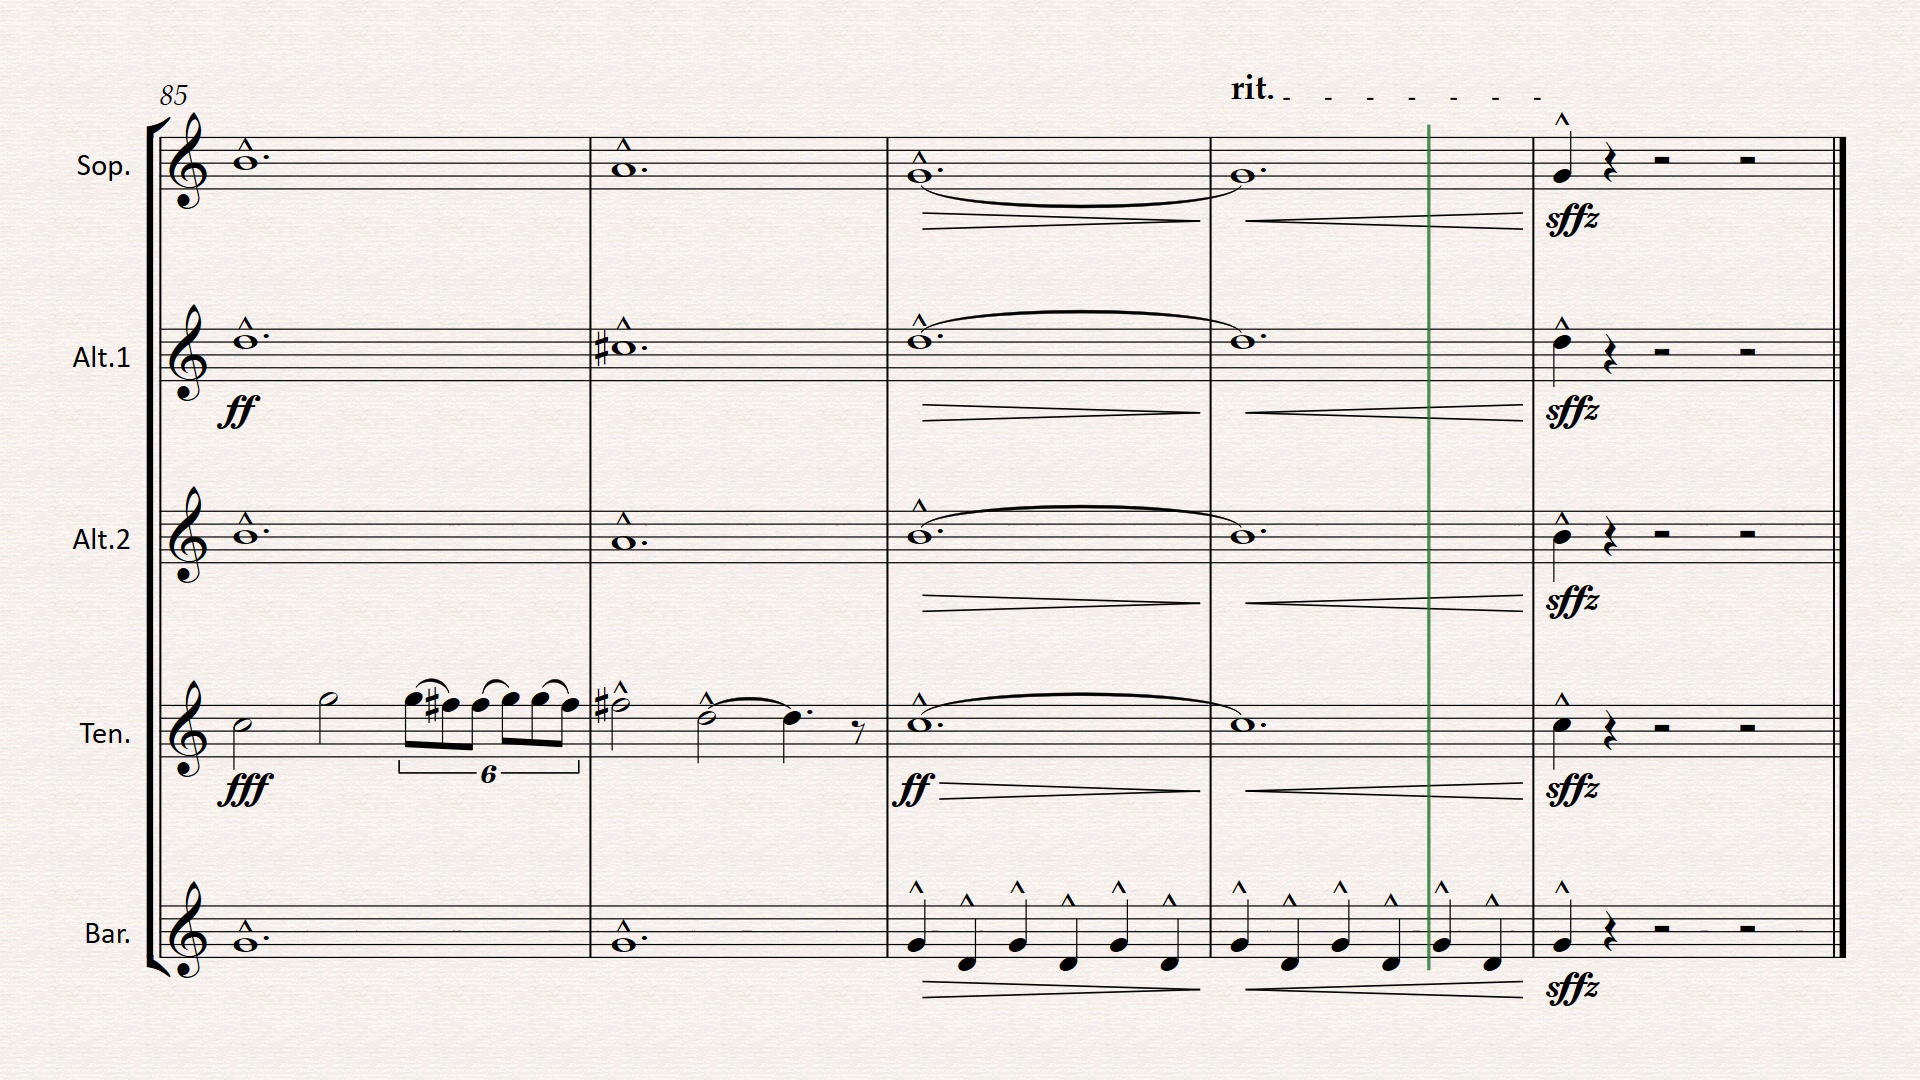 85
rit.
Sop.
sffz
Alt.1
ff
sffz
Alt.2
sffz
Ten.
6
fff
ff
sffz
Bar.
sffz